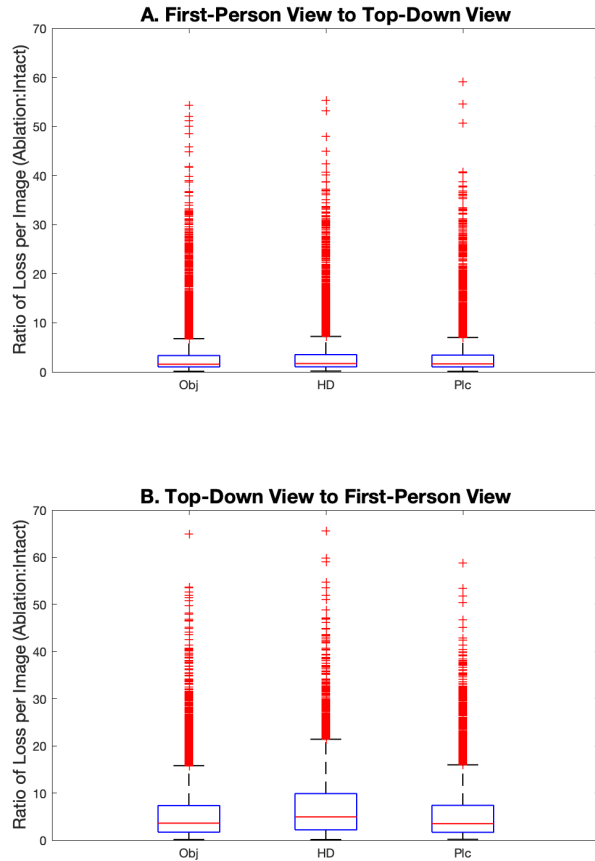 A. First-Person View to Top-Down View
Ratio of Loss per Image (Ablation:Intact)
70
60
50
40
30
20
10
0
Obj HD Plc
B. Top-Down View to First-Person View
Ratio of Loss per Image (Ablation:Intact)
70
60
50
40
30
20
10
0
Obj HD Plc